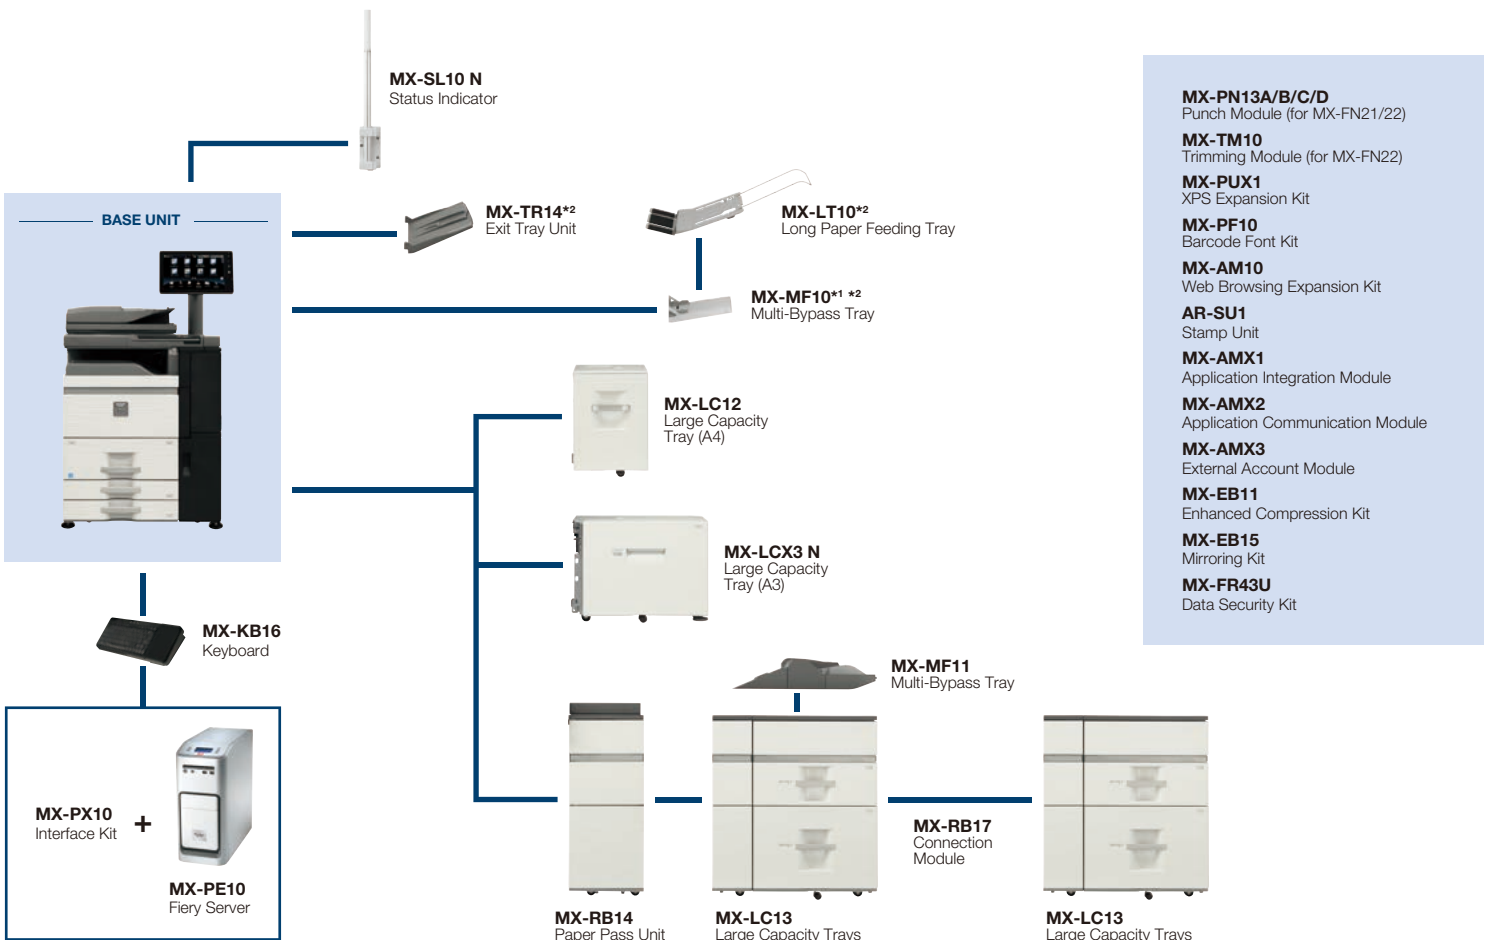 MX-SL10 N
Status Indicator
BASE UNIT
MX-TR14*2
Exit Tray Unit
MX-LT10*2
Long Paper Feeding Tray
MX-MF10*1 *2
Multi-Bypass Tray
MX-LC12
Large Capacity
Tray (A4)
MX-LCX3 N
Large Capacity
Tray (A3)
MX-KB16
Keyboard
MX-PX10
Interface Kit
+
MX-PE10
Fiery Server
MX-MF11
Multi-Bypass Tray
MX-RB17
Connection
Module
MX-RB14
Paper Pass Unit
MX-LC13
Large Capacity Trays
MX-LC13
Large Capacity Trays
MX-PN13A/B/C/D
Punch Module (for MX-FN21/22)
MX-TM10
Trimming Module (for MX-FN22)
MX-PUX1
XPS Expansion Kit
MX-PF10
Barcode Font Kit
MX-AM10
Web Browsing Expansion Kit
AR-SU1
Stamp Unit
MX-AMX1
Application Integration Module
MX-AMX2
Application Communication Module
MX-AMX3
External Account Module
MX-EB11
Enhanced Compression Kit
MX-EB15
Mirroring Kit
MX-FR43U
Data Security Kit